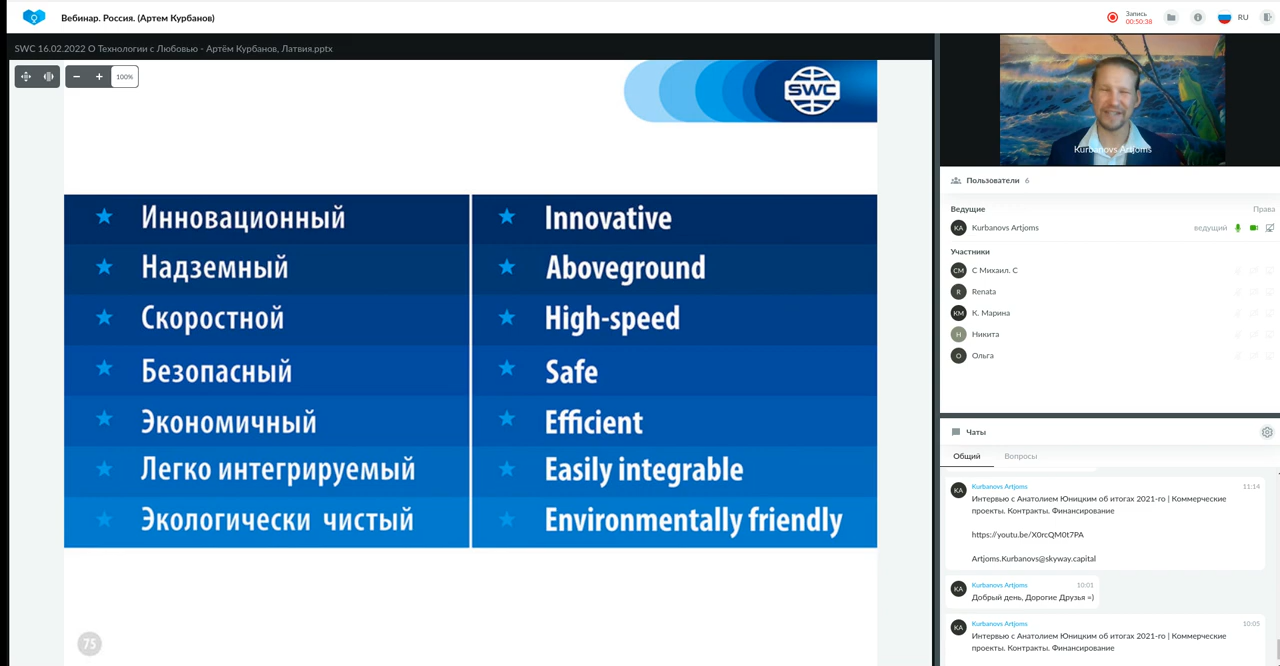 Вебинар. Россия. (Артем Курбанов)
Запись
00:50:38
RU
SWC 16.02.2022 О Технологии с Любовью - Артём Курбанов, Латвия.pptx
100%
SWC
Инновационный
Innovative
Надземный
Aboveground
Скоростной
High-speed
Безопасный
Safe
Экономичный
Efficient
Легко интегрируемый
Easily integrable
Экологически чистый
Environmentally friendly
75
Kurbanovs Artjoms
Пользователи 6
Ведущие
Права
KA Kurbanovs Artjoms
ведущий
Участники
СМ С Михаил. С
R Renata
КМ К. Марина
Н Никита
О Ольга
Чаты
Общий
Вопросы
KA Kurbanovs Artjoms 11:14
Интервью с Анатолием Юницким об итогах 2021-го | Коммерческие
проекты. Контракты. Финансирование
https://youtu.be/X0rcQM0t7PA
Artjoms.Kurbanovs@skyway.capital
KA Kurbanovs Artjoms 10:01
Добрый день, Дорогие Друзья =)
KA Kurbanovs Artjoms 10:05
Интервью с Анатолием Юницким об итогах 2021-го | Коммерческие
проекты. Контракты. Финансирование